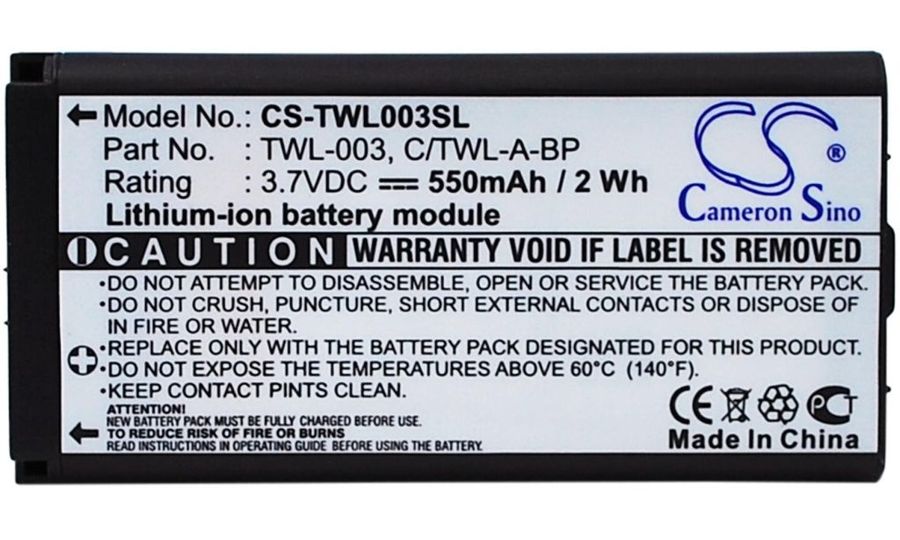 Model No.: CS-TWL003SL
Part No. : TWL-003, C/TWL-A-BP
Rating : 3.7VDC 550mAh / 2 Wh
Lithium-ion battery module
CS ®
Cameron Sino
CAUTION WARRANTY VOID IF LABEL IS REMOVED
•DO NOT ATTEMPT TO DISASSEMBLE, OPEN OR SERVICE THE BATTERY PACK.
•DO NOT CRUSH, PUNCTURE, SHORT EXTERNAL CONTACTS OR DISPOSE OF
IN FIRE OR WATER.
•REPLACE ONLY WITH THE BATTERY PACK DESIGNATED FOR THIS PRODUCT.
•DO NOT EXPOSE THE TEMPERATURES ABOVE 60°C (140°F).
•KEEP CONTACT PINTS CLEAN.
ATTENTION!
NEW BATTERY PACK MUST BE FULLY CHARGED BEFORE USE.
TO REDUCE RISK OF FIRE OR BURNS
READ INSTRUCTIONS IN OPERATING GUIDE BEFORE USING BATTERY.
CE PCT
Made In China